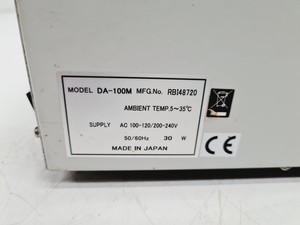 MODEL DA-100M MFG.No. RBI48720
AMBIENT TEMP.5~35℃
SUPPLY AC 100-120/200-240V
50/60Hz 30 W
MADE IN JAPAN
CE